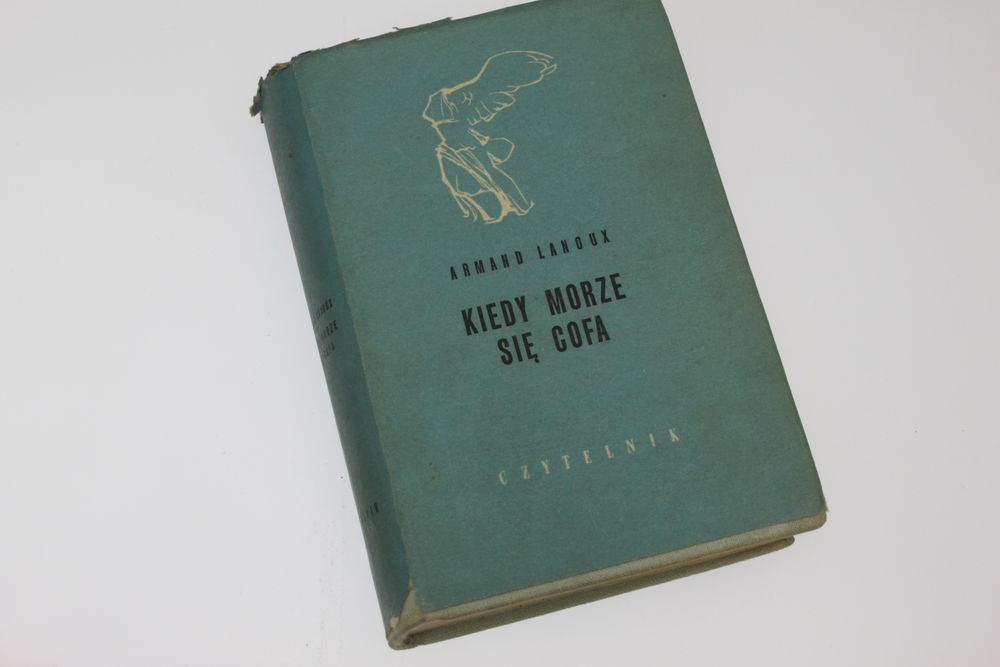 ARMAND LANOUX
KIEDY MORZE
SIĘ COFA
CZYTELNIK